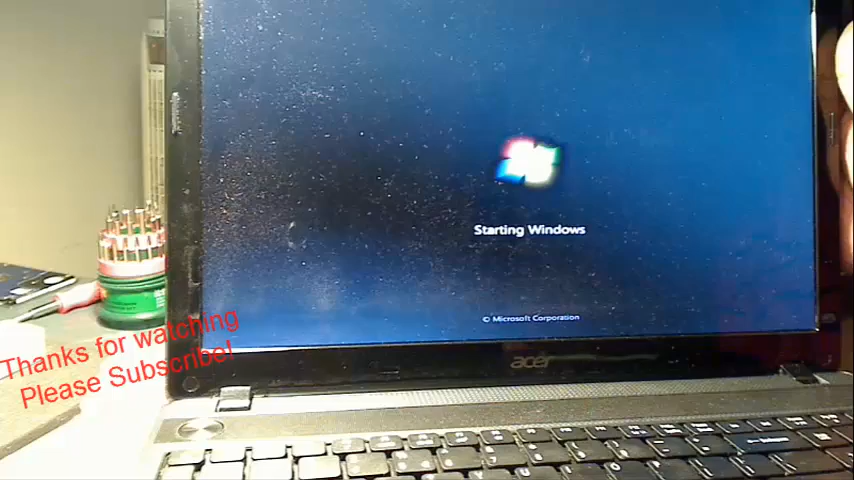 Starting Windows
© Microsoft Corporation
acer
Thanks for watching
Please Subscribe!